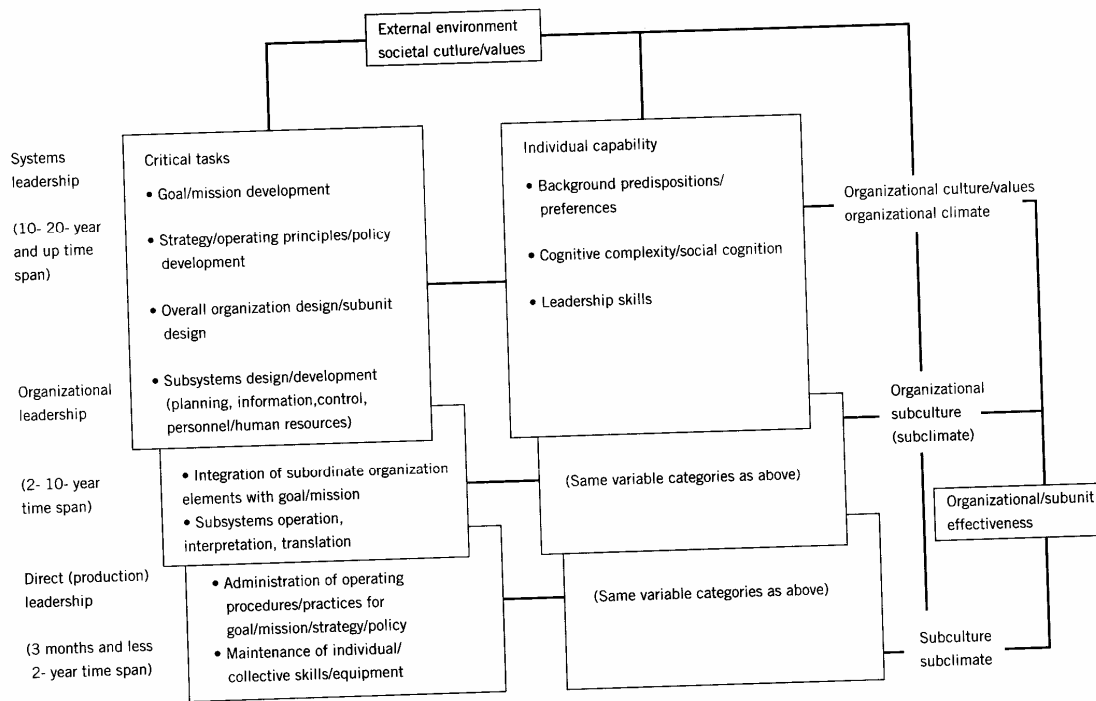 External environment
societal cutlure/values
Systems
leadership
(10- 20- year
and up time
span)
Critical tasks
• Goal/mission development
• Strategy/operating principles/policy
development
• Overall organization design/subunit
design
• Subsystems design/development
(planning, information,control,
personnel/human resources)
Individual capability
• Background predispositions/
preferences
• Cognitive complexity/social cognition
• Leadership skills
Organizational culture/values
organizational climate
Organizational
leadership
(2- 10- year
time span)
• Integration of subordinate organization
elements with goal/mission
• Subsystems operation,
interpretation, translation
(Same variable categories as above)
Organizational
subculture
(subclimate)
Organizational/subunit
effectiveness
Direct (production)
leadership
(3 months and less
2- year time span)
• Administration of operating
procedures/practices for
goal/mission/strategy/policy
• Maintenance of individual/
collective skills/equipment
(Same variable categories as above)
Subculture
subclimate